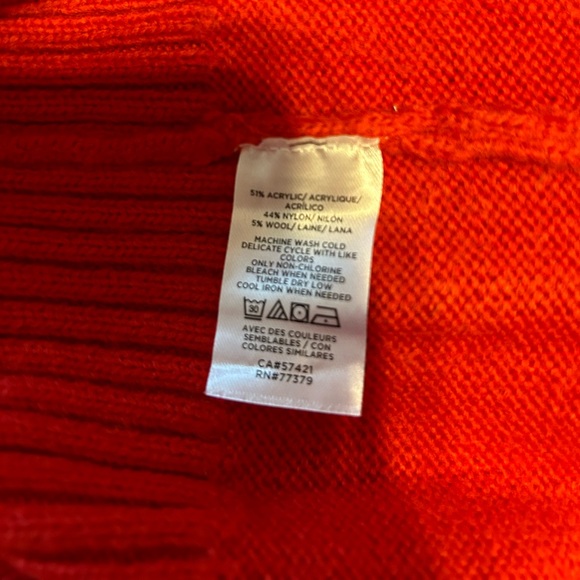 51% ACRYLIC/ ACRYLIQUE/
ACRÍLICO
44% NYLON/ NILÓN
5% WOOL/ LAINE/ LANA
MACHINE WASH COLD
DELICATE CYCLE WITH LIKE
COLORS
ONLY NON-CHLORINE
BLEACH WHEN NEEDED
TUMBLE DRY LOW
COOL IRON WHEN NEEDED
30
AVEC DES COULEURS
SEMBLABLES / CON
COLORES SIMILARES
CA#57421
RN#77379